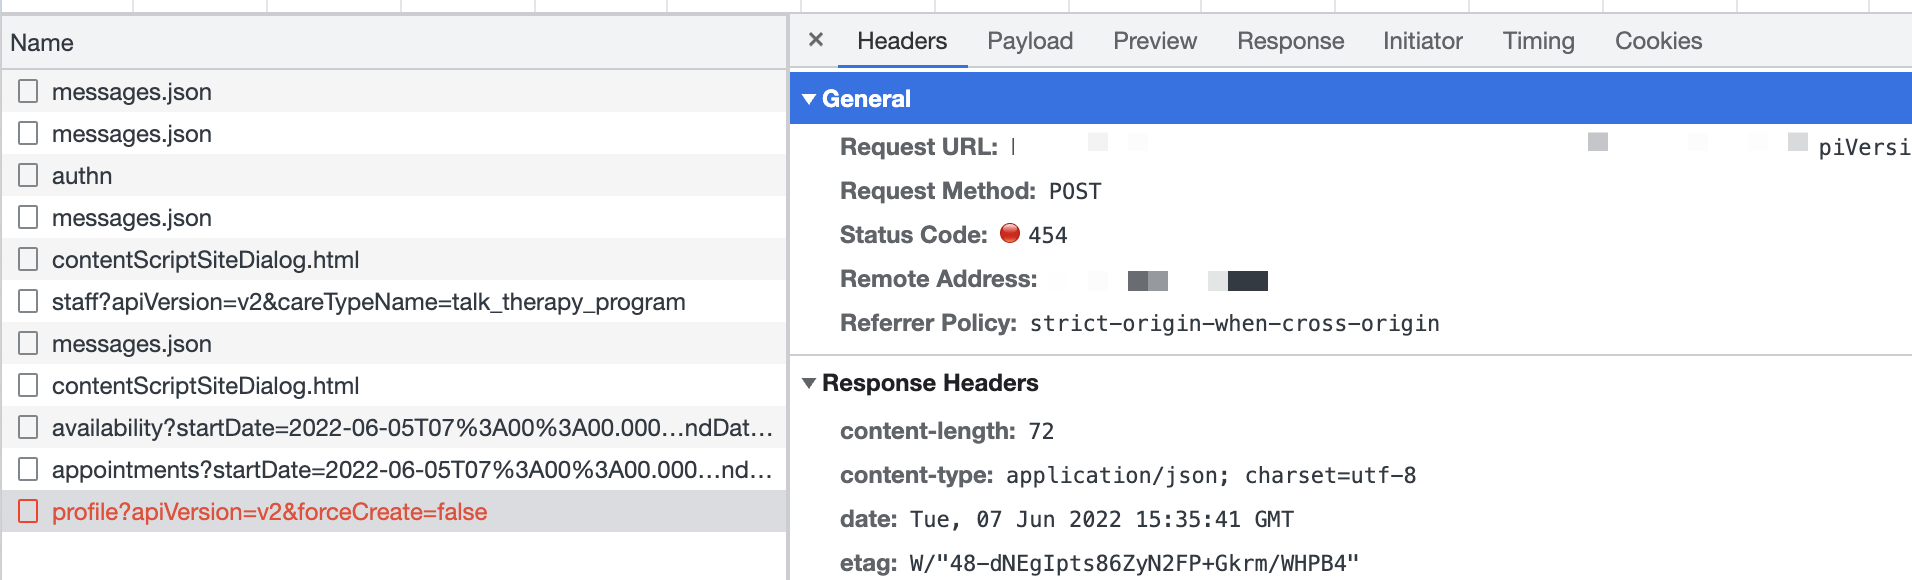 Name
messages.json
messages.json
authn
messages.json
contentScriptSiteDialog.html
staff?apiVersion=v2&careTypeName=talk_therapy_program
messages.json
contentScriptSiteDialog.html
availability?startDate=2022-06-05T07%3A00%3A00.000…ndDat…
appointments?startDate=2022-06-05T07%3A00%3A00.000…nd…
profile?apiVersion=v2&forceCreate=false
Headers Payload Preview Response Initiator Timing Cookies
General
Request URL: piVersi
Request Method: POST
Status Code: 454
Remote Address:
Referrer Policy: strict-origin-when-cross-origin
Response Headers
content-length: 72
content-type: application/json; charset=utf-8
date: Tue, 07 Jun 2022 15:35:41 GMT
etag: W/"48-dNEgIpts86ZyN2FP+Gkrm/WHPB4"